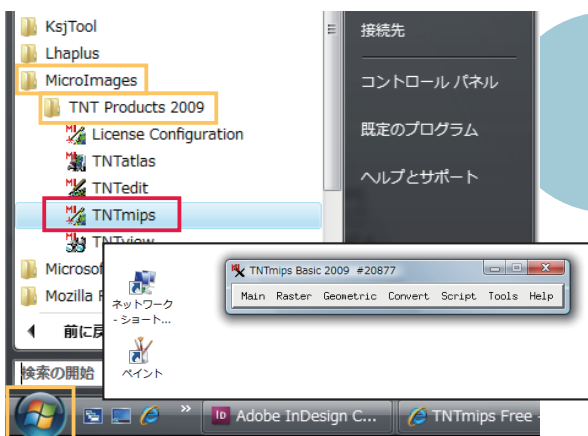 KsjTool
Lhaplus
MicroImages
TNT Products 2009
License Configuration
TNTatlas
TNTedit
TNTmips
TNTview
Microsof
Mozilla F
前に戻
検索の開始
接続先
コントロール パネル
既定のプログラム
ヘルプとサポート
ネットワーク
- ショート...
ペイント
TNTmips Basic 2009 #20877
Main Raster Geometric Convert Script Tools Help
Adobe InDesign C...
TNTmips Free -